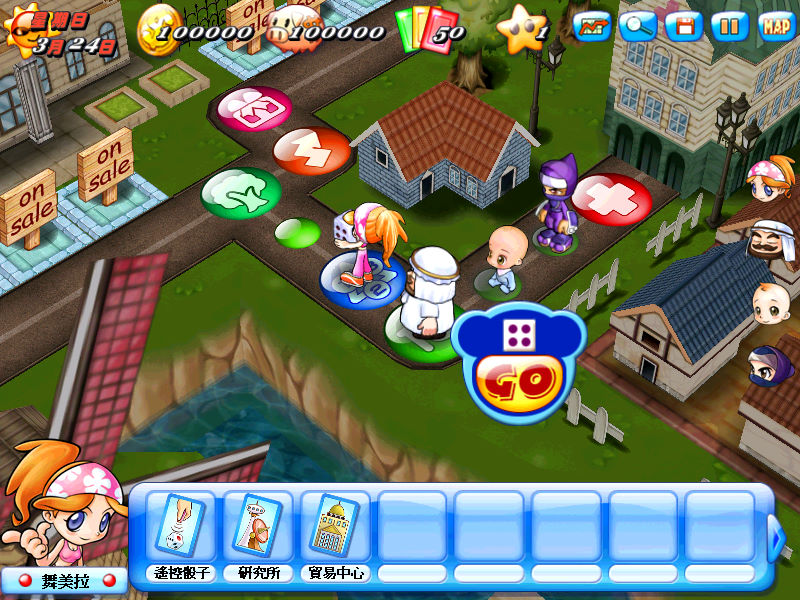 星期日
3月24日
100000
100000
50
1
MAP
on sale
on
sale
on
sale
GO
遙控骰子
研究所
貿易中心
舞美拉